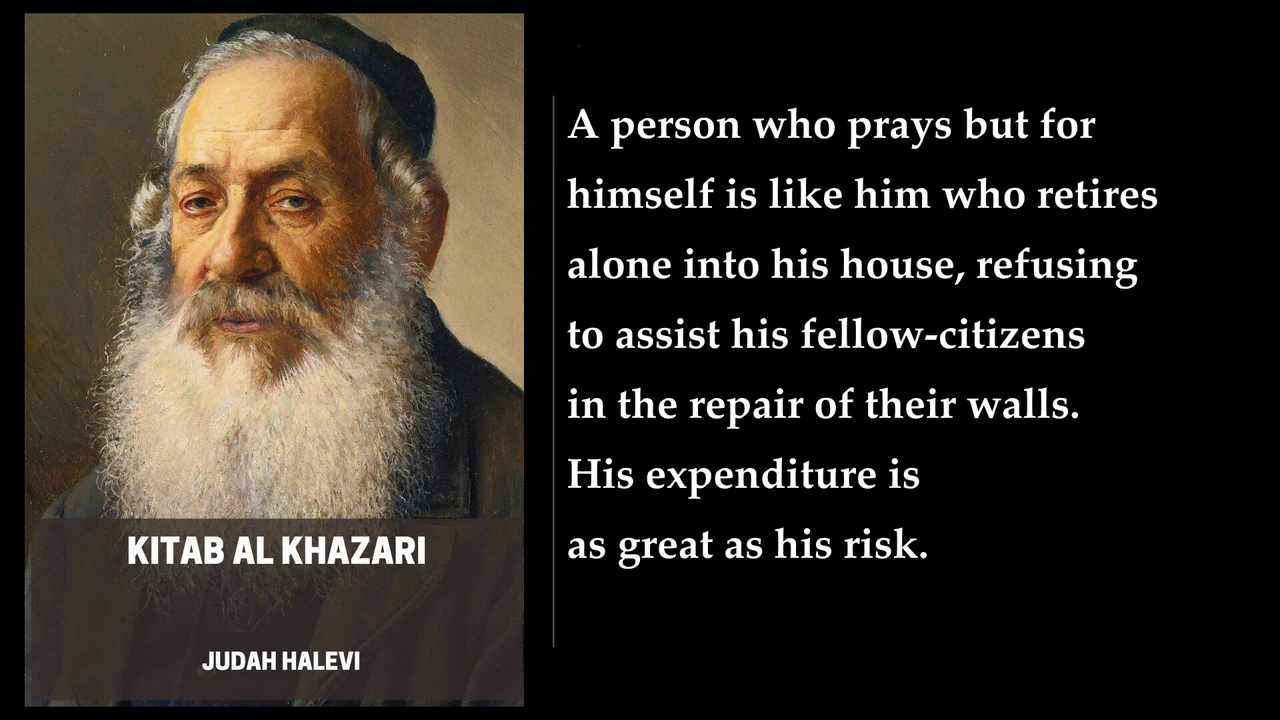 KITAB AL KHAZARI
JUDAH HALEVI
A person who prays but for
himself is like him who retires
alone into his house, refusing
to assist his fellow-citizens
in the repair of their walls.
His expenditure is
as great as his risk.